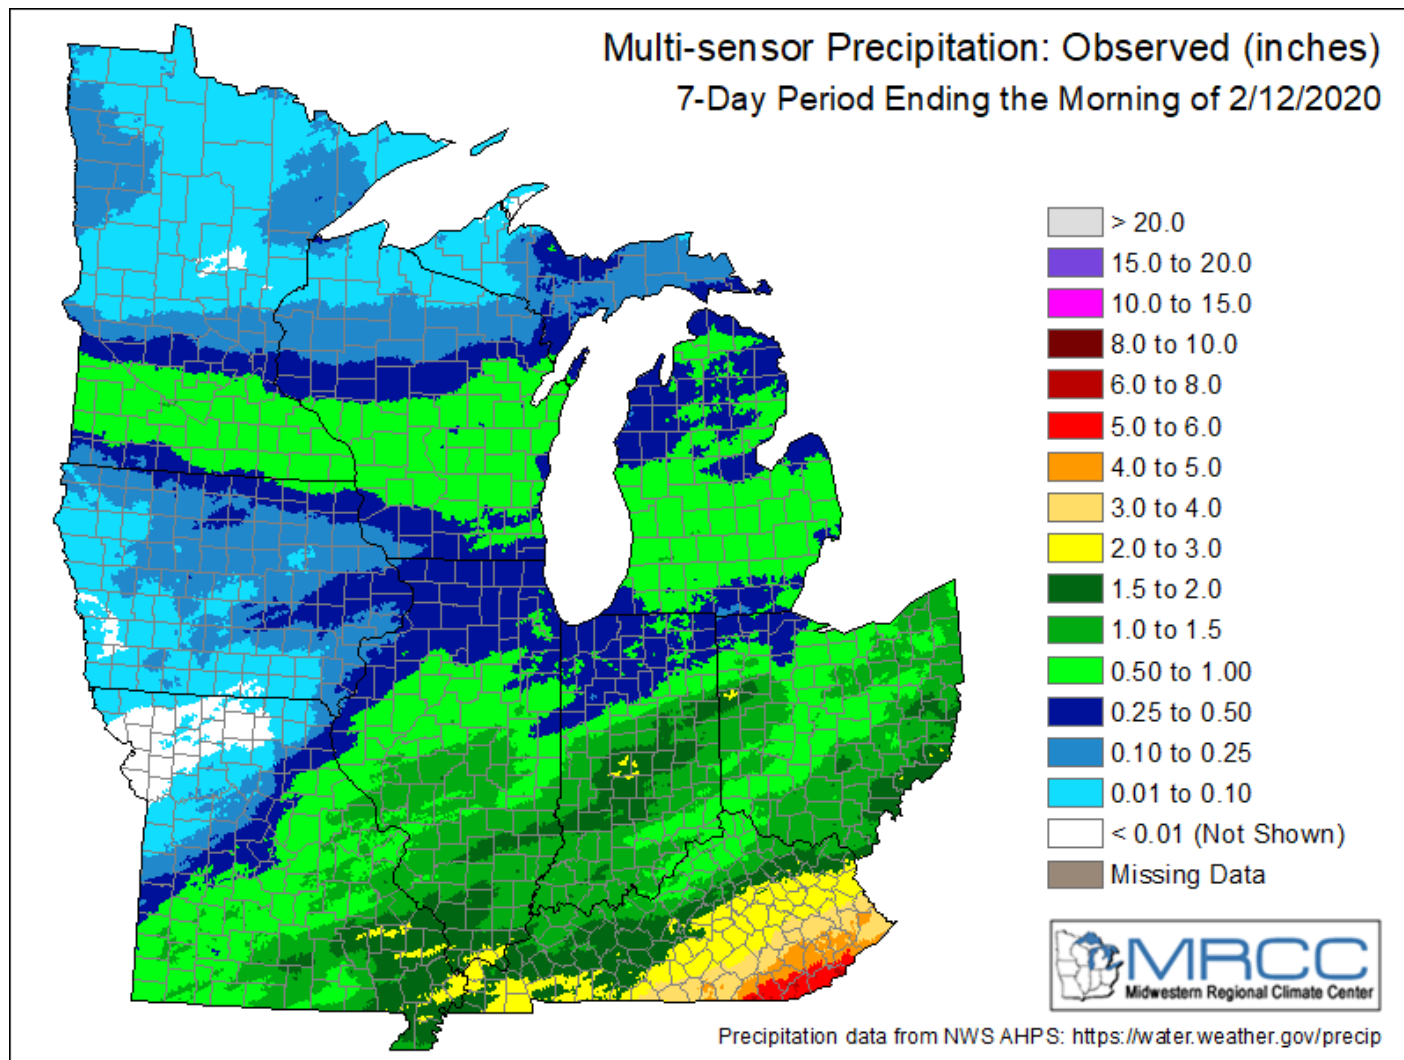 Multi-sensor Precipitation: Observed (inches)
7-Day Period Ending the Morning of 2/12/2020
> 20.0
15.0 to 20.0
10.0 to 15.0
8.0 to 10.0
6.0 to 8.0
5.0 to 6.0
4.0 to 5.0
3.0 to 4.0
2.0 to 3.0
1.5 to 2.0
1.0 to 1.5
0.50 to 1.00
0.25 to 0.50
0.10 to 0.25
0.01 to 0.10
< 0.01 (Not Shown)
Missing Data
MRCC
Midwestern Regional Climate Center
Precipitation data from NWS AHPS: https://water.weather.gov/precip